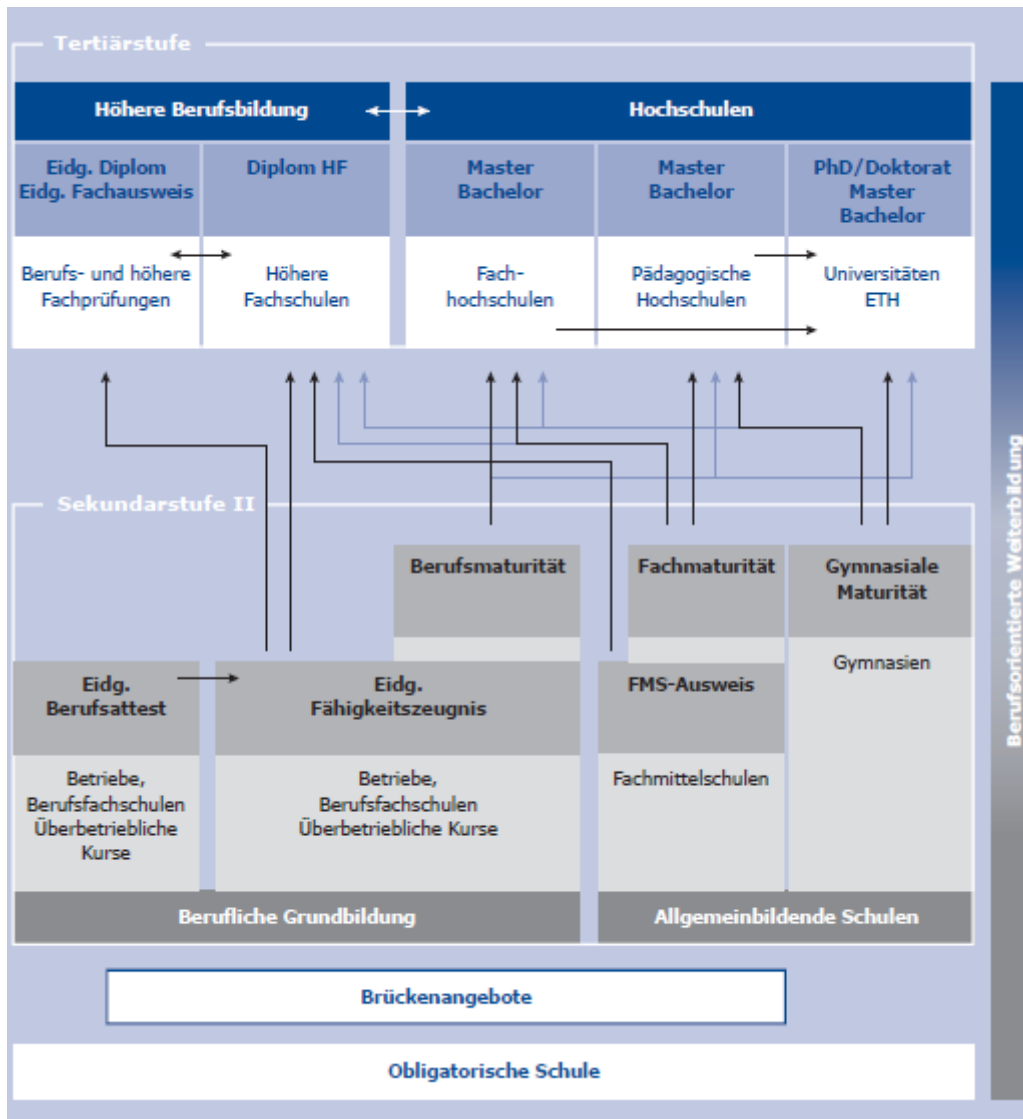 Tertiärstufe
Höhere Berufsbildung
Hochschulen
Eidg. Diplom
Eidg. Fachausweis
Diplom HF
Master
Bachelor
Master
Bachelor
PhD/Doktorat
Master
Bachelor
Berufs- und höhere
Fachprüfungen
Höhere
Fachschulen
Fach-
hochschulen
Pädagogische
Hochschulen
Universitäten
ETH
Sekundarstufe II
Berufsmaturität
Fachmaturität
Gymnasiale
Maturität
Gymnasien
Eidg.
Berufsattest
Eidg.
Fähigkeitszeugnis
FMS-Ausweis
Betriebe,
Berufsfachschulen
Überbetriebliche
Kurse
Betriebe,
Berufsfachschulen
Überbetriebliche Kurse
Fachmittelschulen
Berufliche Grundbildung
Allgemeinbildende Schulen
Brückenangebote
Obligatorische Schule
Berufsorientierte Weiterbildung